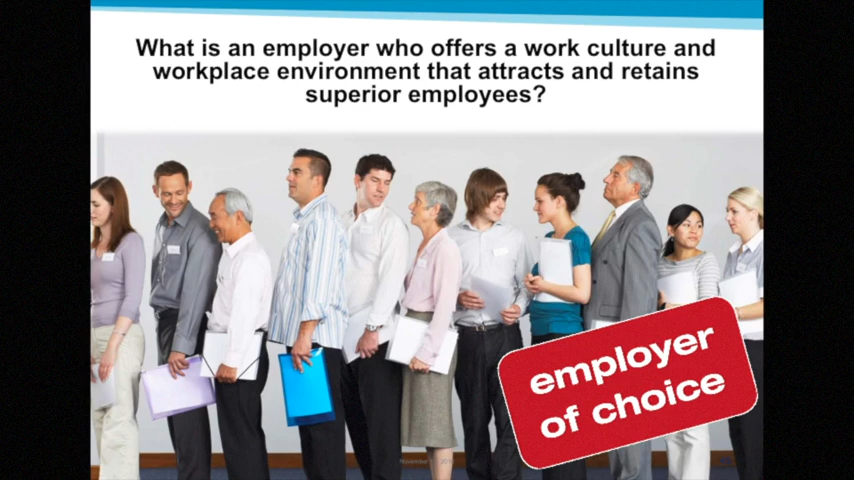 What is an employer who offers a work culture and
workplace environment that attracts and retains
superior employees?
employer
of choice